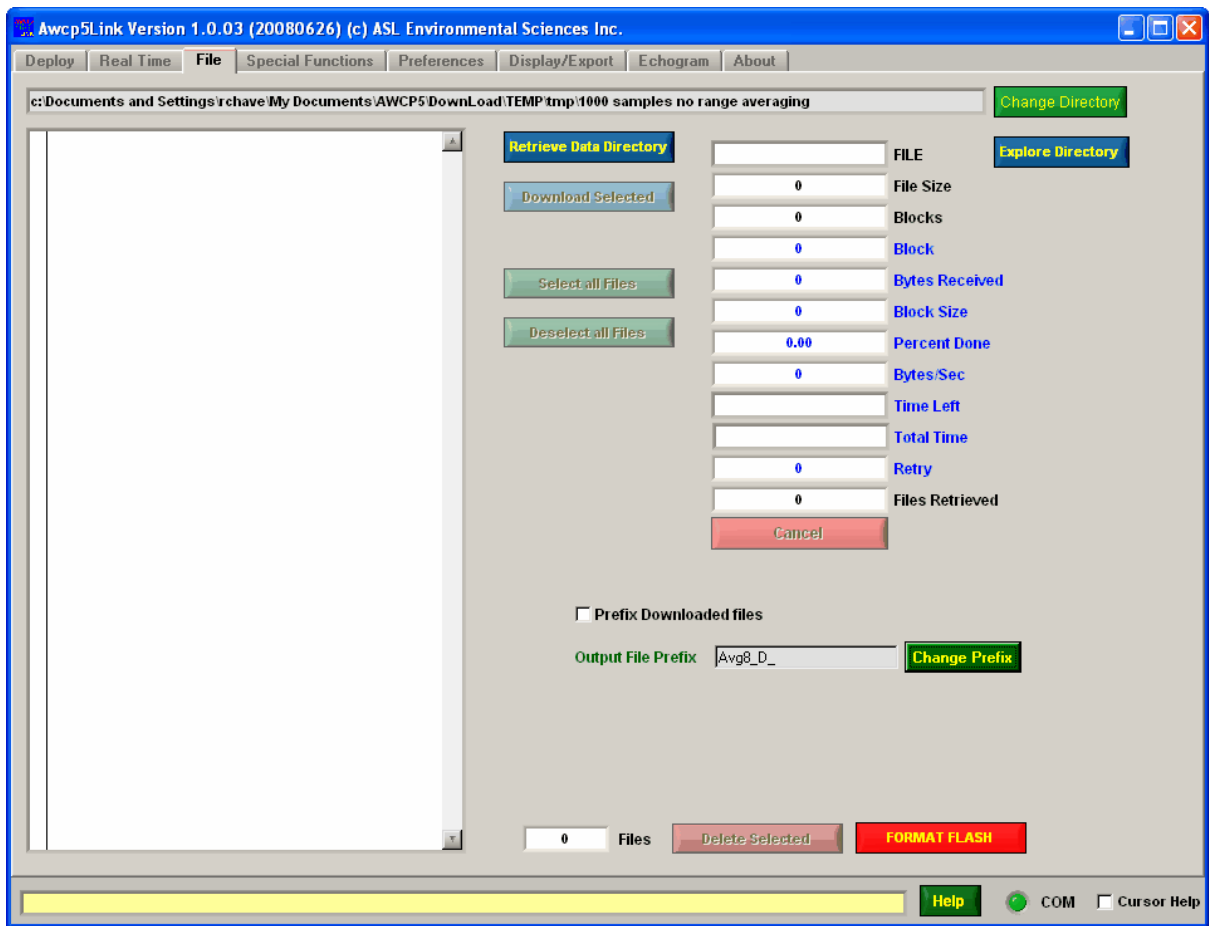 Awcp5Link Version 1.0.03 (20080626) (c) ASL Environmental Sciences Inc.
Deploy Real Time File Special Functions Preferences Display/Export Echogram About
c:\Documents and Settings\rchave\My Documents\AWCP5\DownLoad\TEMP\tmp\1000 samples no range averaging Change Directory
Retrieve Data Directory FILE Explore Directory
Download Selected 0 File Size
0 Blocks
0 Block
Select all Files 0 Bytes Received
0 Block Size
Deselect all Files 0.00 Percent Done
0 Bytes/Sec
Time Left
Total Time
0 Retry
0 Files Retrieved
Cancel
Prefix Downloaded files
Output File Prefix Avg8_D_ Change Prefix
0 Files Delete Selected FORMAT FLASH
Help COM Cursor Help